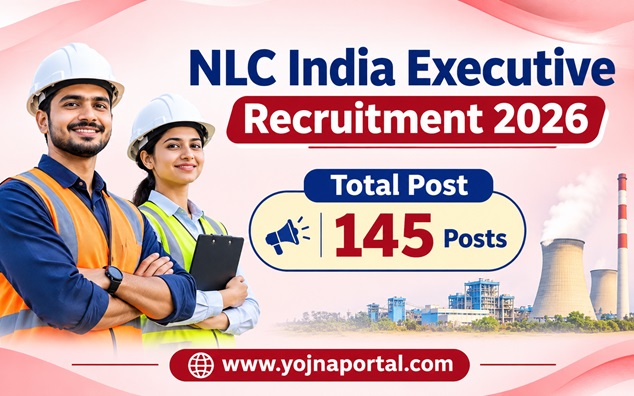 NLC India Executive
Recruitment 2026
Total Post
145 Posts
www.yojnaportal.com